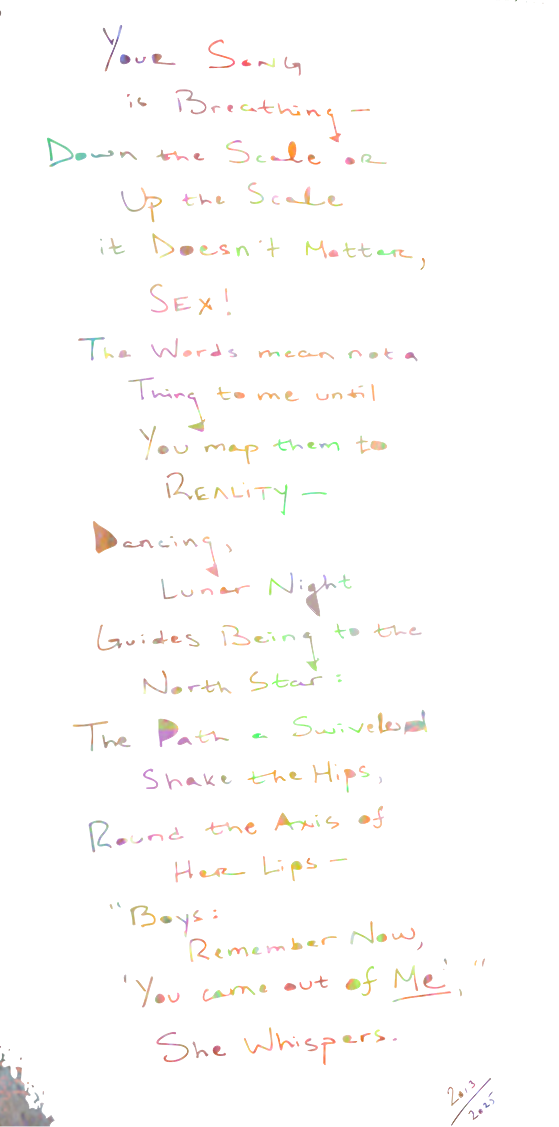 Your Song
is Breathing—
Down the Scale or
Up the Scale
it Doesn't Matter,
SEX!
The Words mean not a
Thing to me until
You map them to
REALITY—
Dancing,
Lunar Night
Guides Being to the
North Star:
The Path a Swiveled
Shake the Hips,
Round the Axis of
Her Lips—
"Boys:
Remember Now,
'You came out of Me',"
She Whispers.
2013/2025